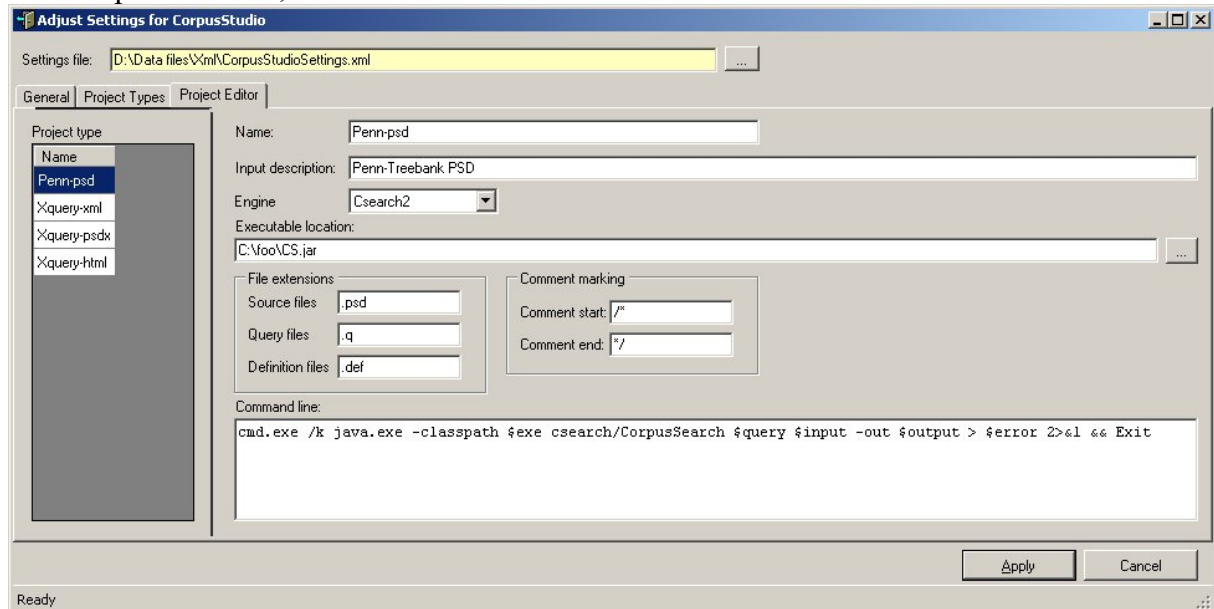 Adjust Settings for CorpusStudio
Settings file: D:\Data files\Xml\CorpusStudioSettings.xml ...
General Project Types Project Editor
Project type
Name
Penn-psd
Xquery-xml
Xquery-psdx
Xquery-html
Name: Penn-psd
Input description: Penn-Treebank PSD
Engine Csearch2
Executable location:
C:\foo\CS.jar ...
File extensions
Source files .psd
Query files .q
Definition files .def
Comment marking
Comment start: /*
Comment end: */
Command line:
cmd.exe /k java.exe -classpath $exe csearch/CorpusSearch $query $input -out $output > $error 2>&1 && Exit
Apply Cancel
Ready